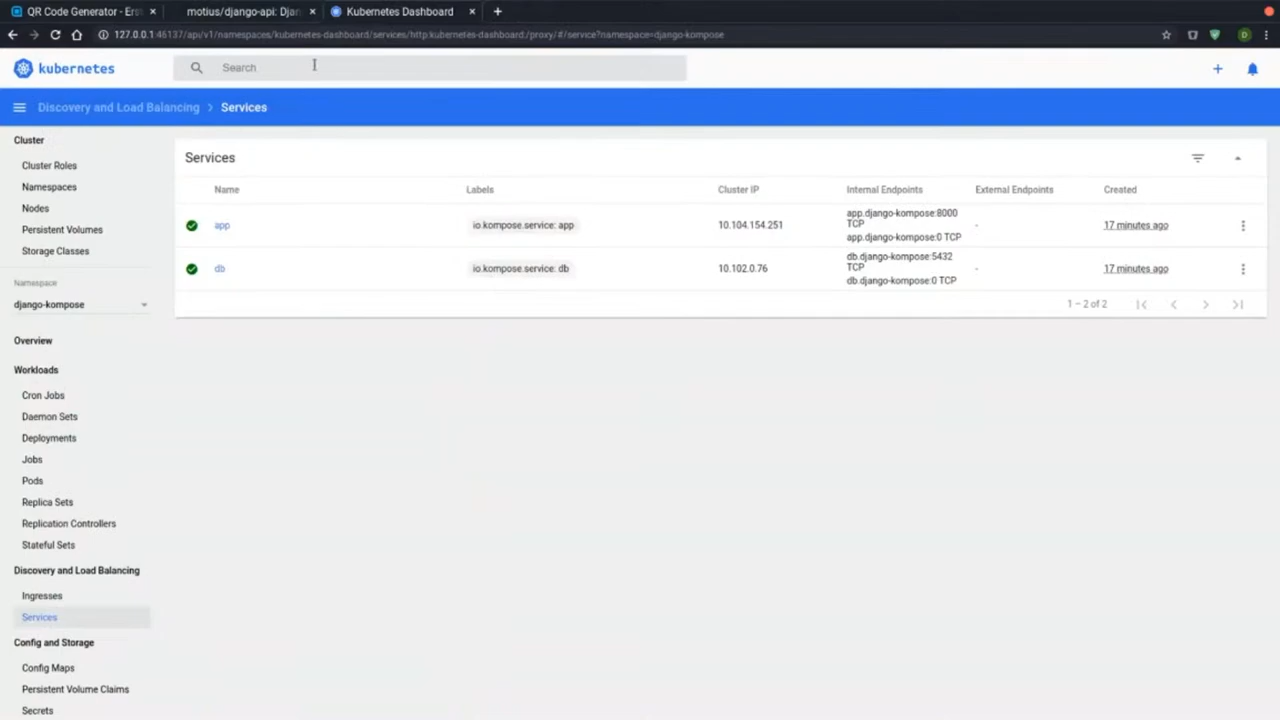 QR Code Generator - Erst
motius/django-api: Djan
Kubernetes Dashboard
127.0.0.1:46137/api/v1/namespaces/kubernetes-dashboard/services/http:kubernetes-dashboard:/proxy/#/service?namespace=django-kompose
D
kubernetes
Search
Discovery and Load Balancing > Services
Cluster
Cluster Roles
Namespaces
Nodes
Persistent Volumes
Storage Classes
Namespace
django-kompose
Overview
Workloads
Cron Jobs
Daemon Sets
Deployments
Jobs
Pods
Replica Sets
Replication Controllers
Stateful Sets
Discovery and Load Balancing
Ingresses
Services
Config and Storage
Config Maps
Persistent Volume Claims
Secrets
Services
Name Labels Cluster IP Internal Endpoints External Endpoints Created
app io.kompose.service: app 10.104.154.251 app.django-kompose:8000
TCP
app.django-kompose:0 TCP - 17 minutes ago
db io.kompose.service: db 10.102.0.76 db.django-kompose:5432
TCP
db.django-kompose:0 TCP - 17 minutes ago
1 – 2 of 2